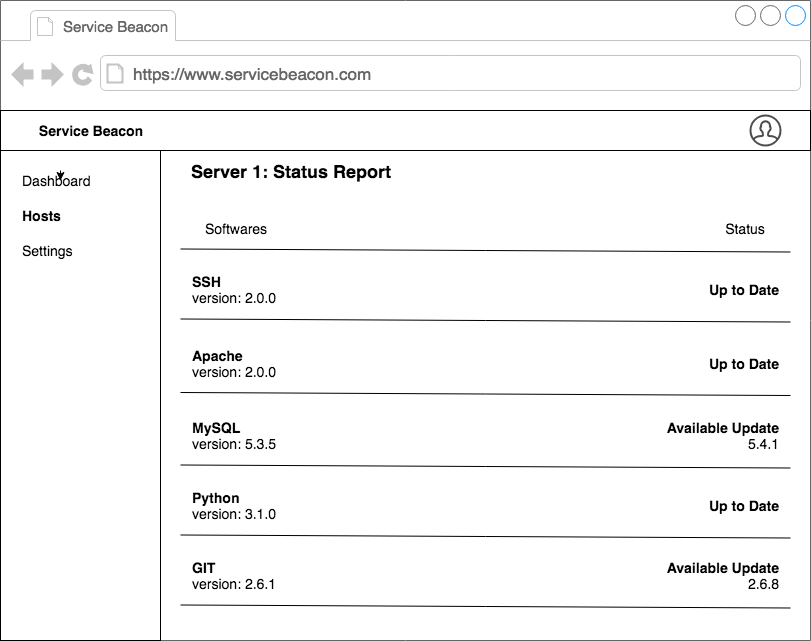 Service Beacon
https://www.servicebeacon.com
Service Beacon
Dashboard
Hosts
Settings
Server 1: Status Report
Softwares Status
SSH
version: 2.0.0
Up to Date
Apache
version: 2.0.0
Up to Date
MySQL
version: 5.3.5
Available Update
5.4.1
Python
version: 3.1.0
Up to Date
GIT
version: 2.6.1
Available Update
2.6.8